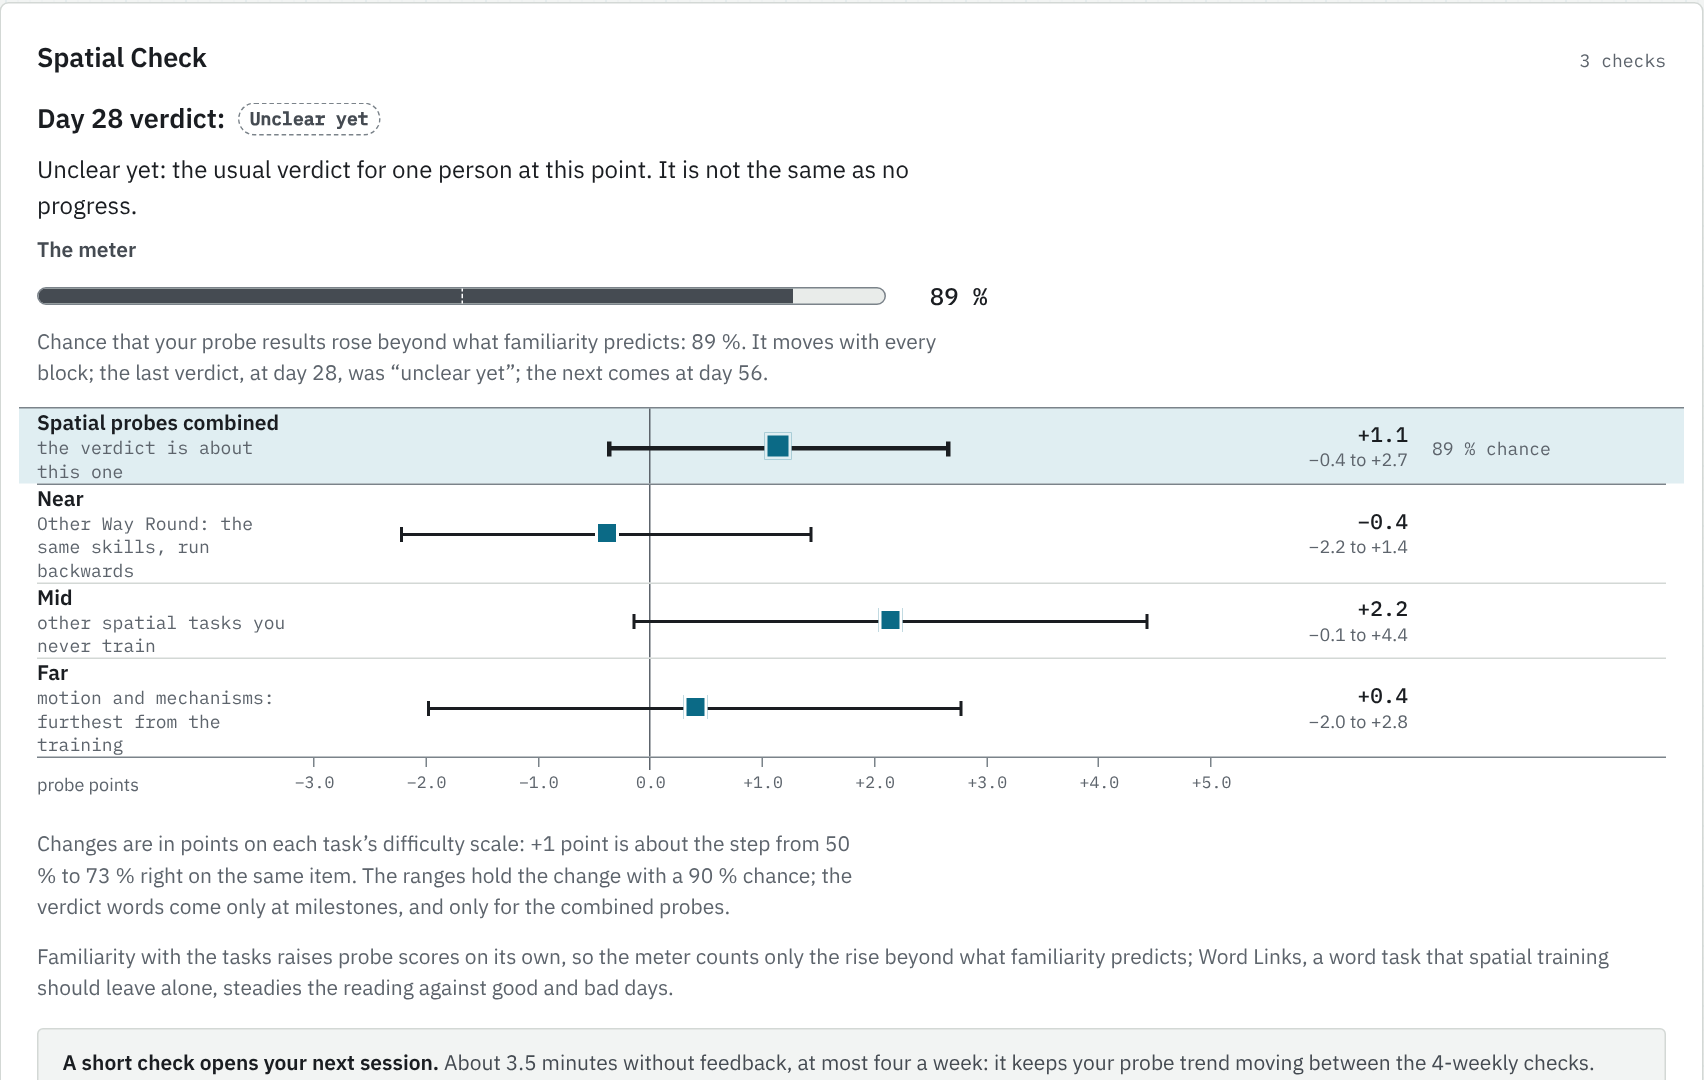 Spatial Check
3 checks
Day 28 verdict: Unclear yet
Unclear yet: the usual verdict for one person at this point. It is not the same as no
progress.
The meter
89 %
Chance that your probe results rose beyond what familiarity predicts: 89 %. It moves with every
block; the last verdict, at day 28, was “unclear yet”; the next comes at day 56.
Spatial probes combined
the verdict is about
this one
+1.1
−0.4 to +2.7
89 % chance
Near
Other Way Round: the
same skills, run
backwards
−0.4
−2.2 to +1.4
Mid
other spatial tasks you
never train
+2.2
−0.1 to +4.4
Far
motion and mechanisms:
furthest from the
training
+0.4
−2.0 to +2.8
probe points
−3.0 −2.0 −1.0 0.0 +1.0 +2.0 +3.0 +4.0 +5.0
Changes are in points on each task’s difficulty scale: +1 point is about the step from 50
% to 73 % right on the same item. The ranges hold the change with a 90 % chance; the
verdict words come only at milestones, and only for the combined probes.
Familiarity with the tasks raises probe scores on its own, so the meter counts only the rise beyond what familiarity predicts; Word Links, a word task that spatial training
should leave alone, steadies the reading against good and bad days.
A short check opens your next session. About 3.5 minutes without feedback, at most four a week: it keeps your probe trend moving between the 4-weekly checks.